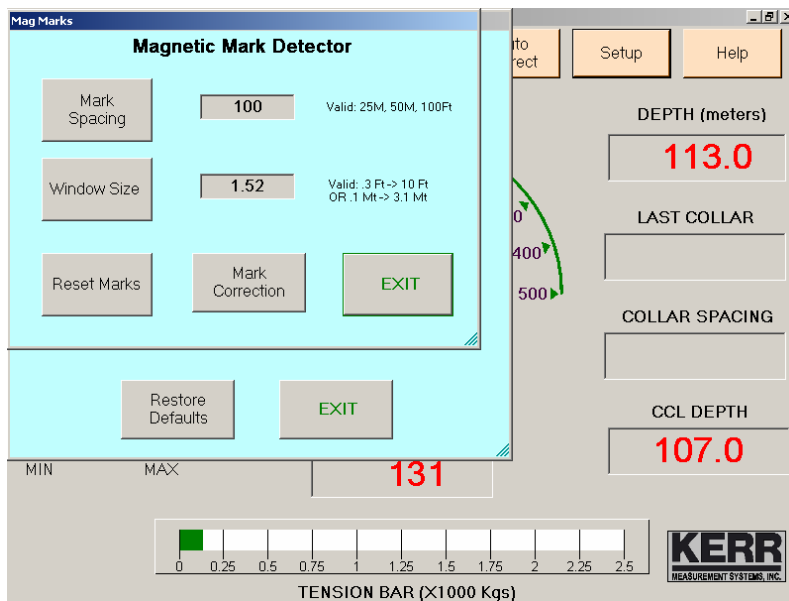 Mag Marks
Magnetic Mark Detector
Mark
Spacing
100
Valid: 25M, 50M, 100Ft
Window Size
1.52
Valid: .3 Ft-> 10 Ft
OR .1 Mt-> 3.1 Mt
Reset Marks
Mark
Correction
EXIT
Restore
Defaults
EXIT
Setup
Help
DEPTH (meters)
113.0
LAST COLLAR
COLLAR SPACING
CCL DEPTH
107.0
400
500
MIN
MAX
131
0 0.25 0.5 0.75 1 1.25 1.5 1.75 2 2.25 2.5
TENSION BAR (X1000 Kgs)
KERR
MEASUREMENT SYSTEMS, INC.